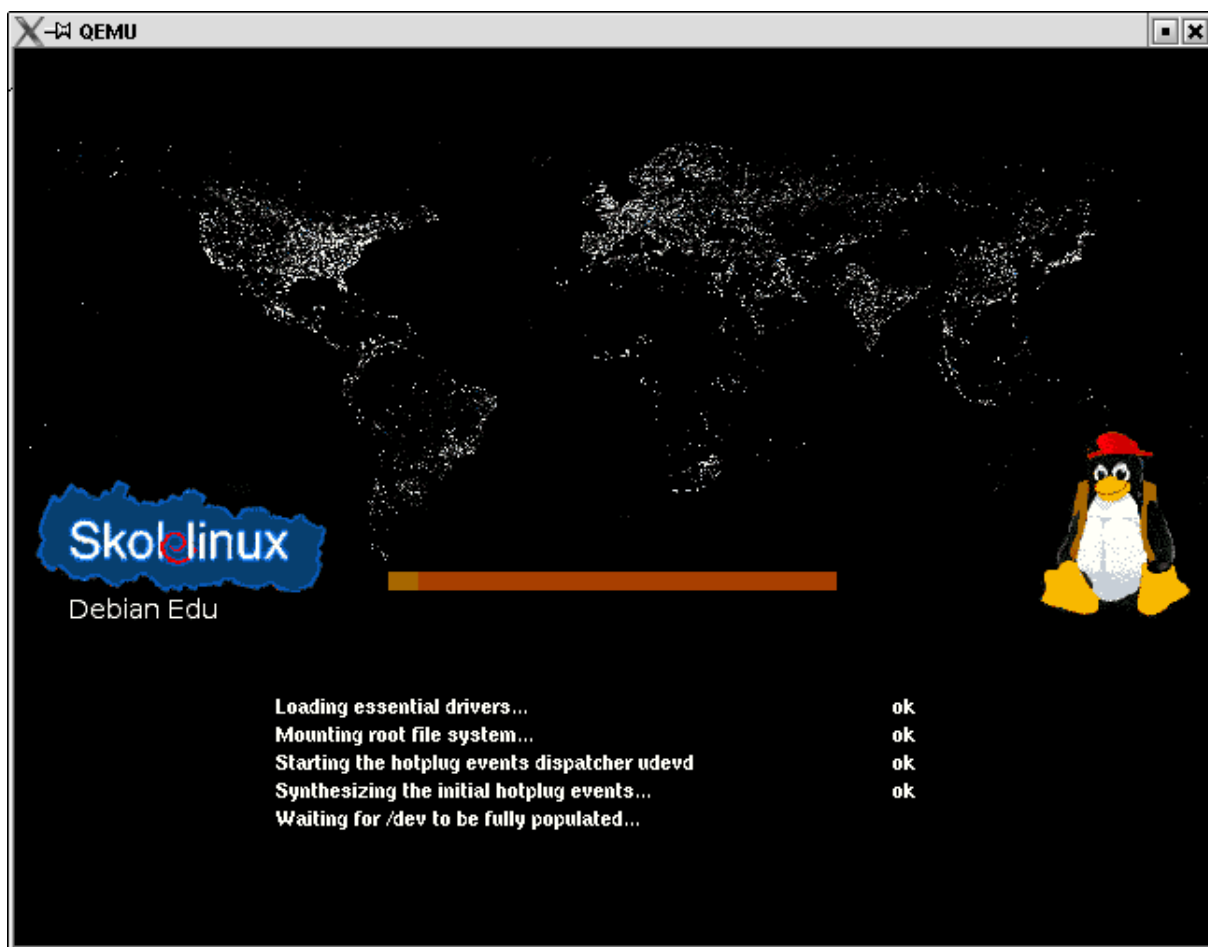 QEMU
Skolelinux
Debian Edu
Loading essential drivers... ok
Mounting root file system... ok
Starting the hotplug events dispatcher udevd ok
Synthesizing the initial hotplug events... ok
Waiting for /dev to be fully populated...